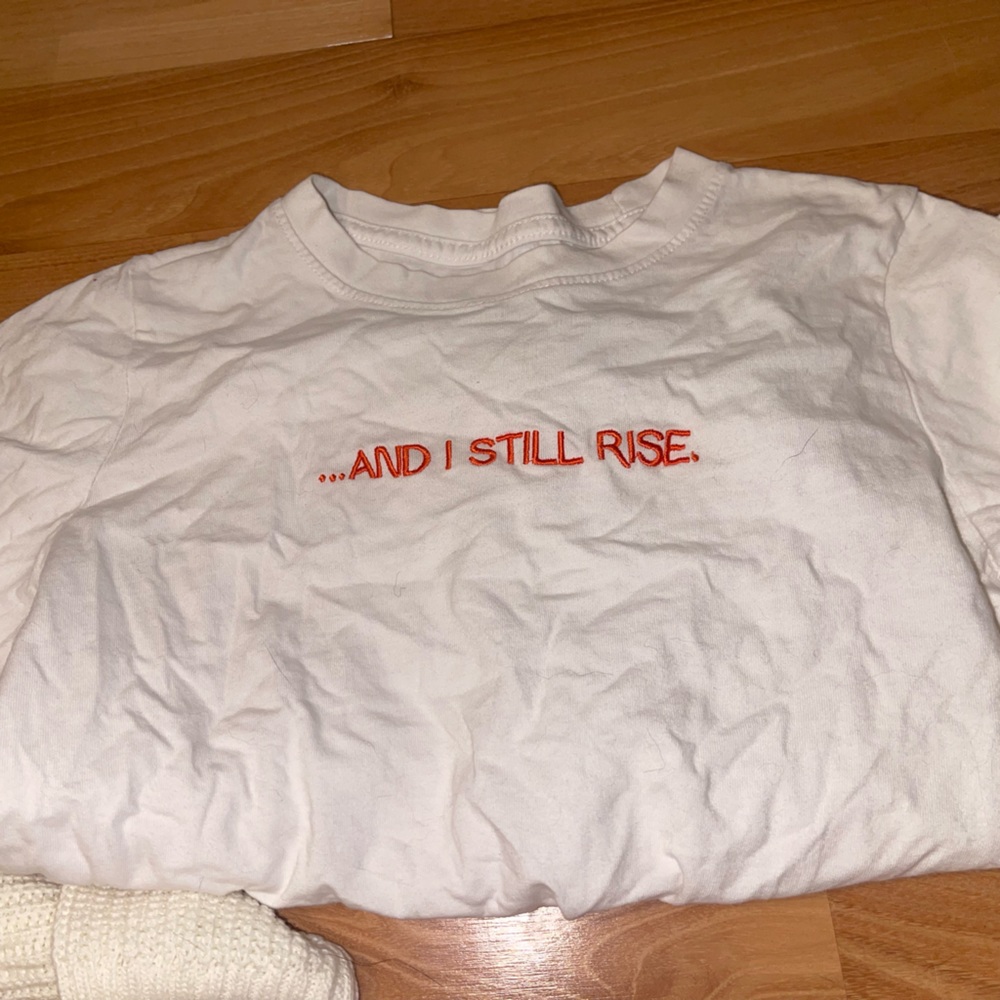 ...AND I STILL RISE.